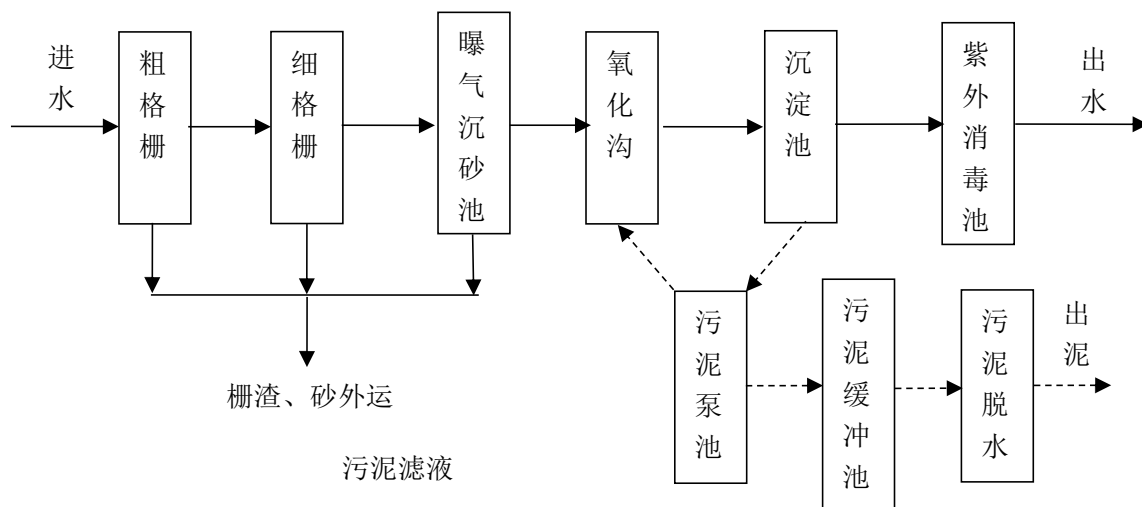 进水
粗格栅
细格栅
曝气沉砂池
氧化沟
沉淀池
紫外消毒池
出水
污泥泵池
污泥缓冲池
污泥脱水
出泥
栅渣、砂外运
污泥滤液